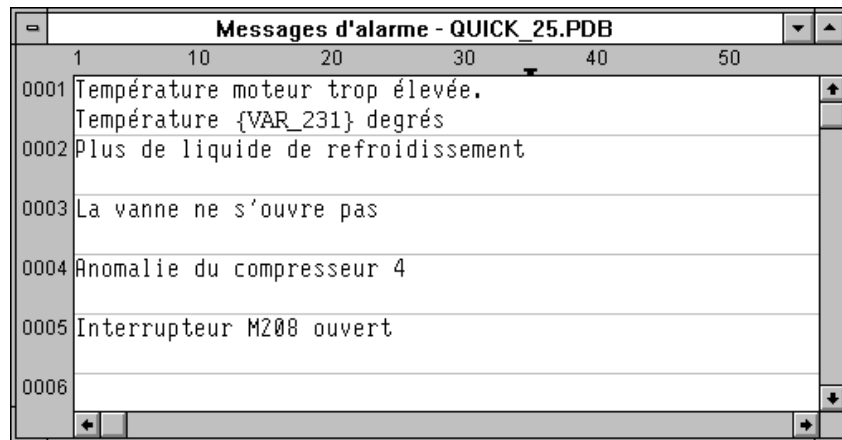 Messages d'alarme - QUICK_25.PDB
1 10 20 30 40 50
0001 Température moteur trop élevée.
Température {VAR_231} degrés
0002 Plus de liquide de refroidissement
0003 La vanne ne s'ouvre pas
0004 Anomalie du compresseur 4
0005 Interrupteur M208 ouvert
0006